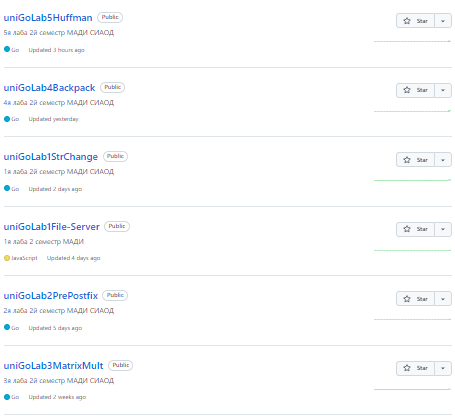 uniGoLab5Huffman Public Star
5я лаба 2й семестр МАДИ СИАОД
Go Updated 3 hours ago
uniGoLab4Backpack Public Star
4я лаба 2й семестр МАДИ СИАОД
Go Updated yesterday
uniGoLab1StrChange Public Star
1я лаба 2й семестр МАДИ СИАОД
Go Updated 2 days ago
uniGoLab1File-Server Public Star
1я лаба 2 семестр МАДИ
JavaScript Updated 4 days ago
uniGoLab2PrePostfix Public Star
2я лаба 2й семестр МАДИ СИАОД
Go Updated 5 days ago
uniGoLab3MatrixMult Public Star
3я лаба 2й семестр МАДИ СИАОД
Go Updated 2 weeks ago